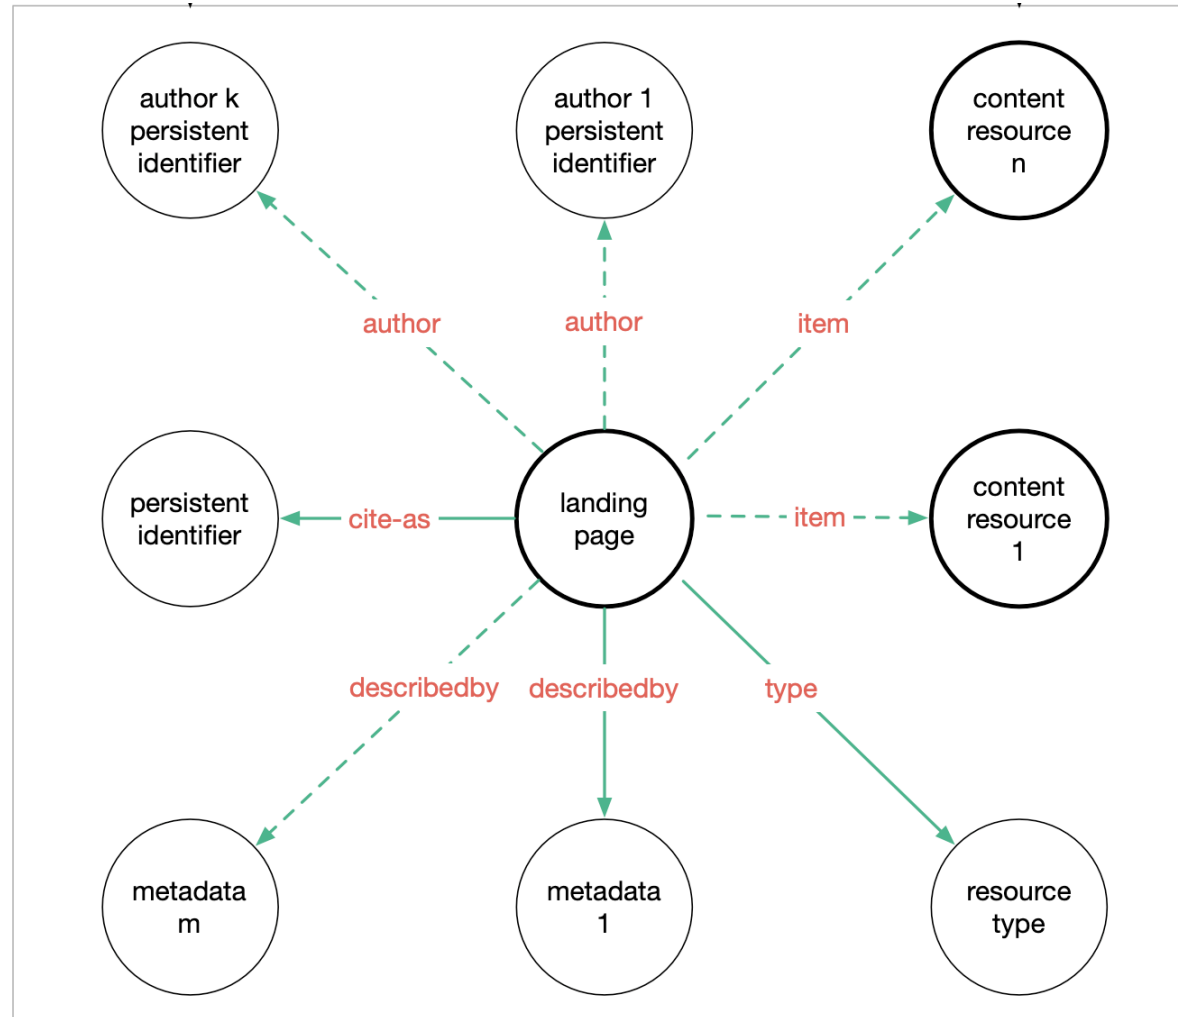 author k
persistent
identifier
author 1
persistent
identifier
content
resource
n
author
author
item
persistent
identifier
cite-as
landing
page
item
content
resource
1
describedby
describedby
type
metadata
m
metadata
1
resource
type